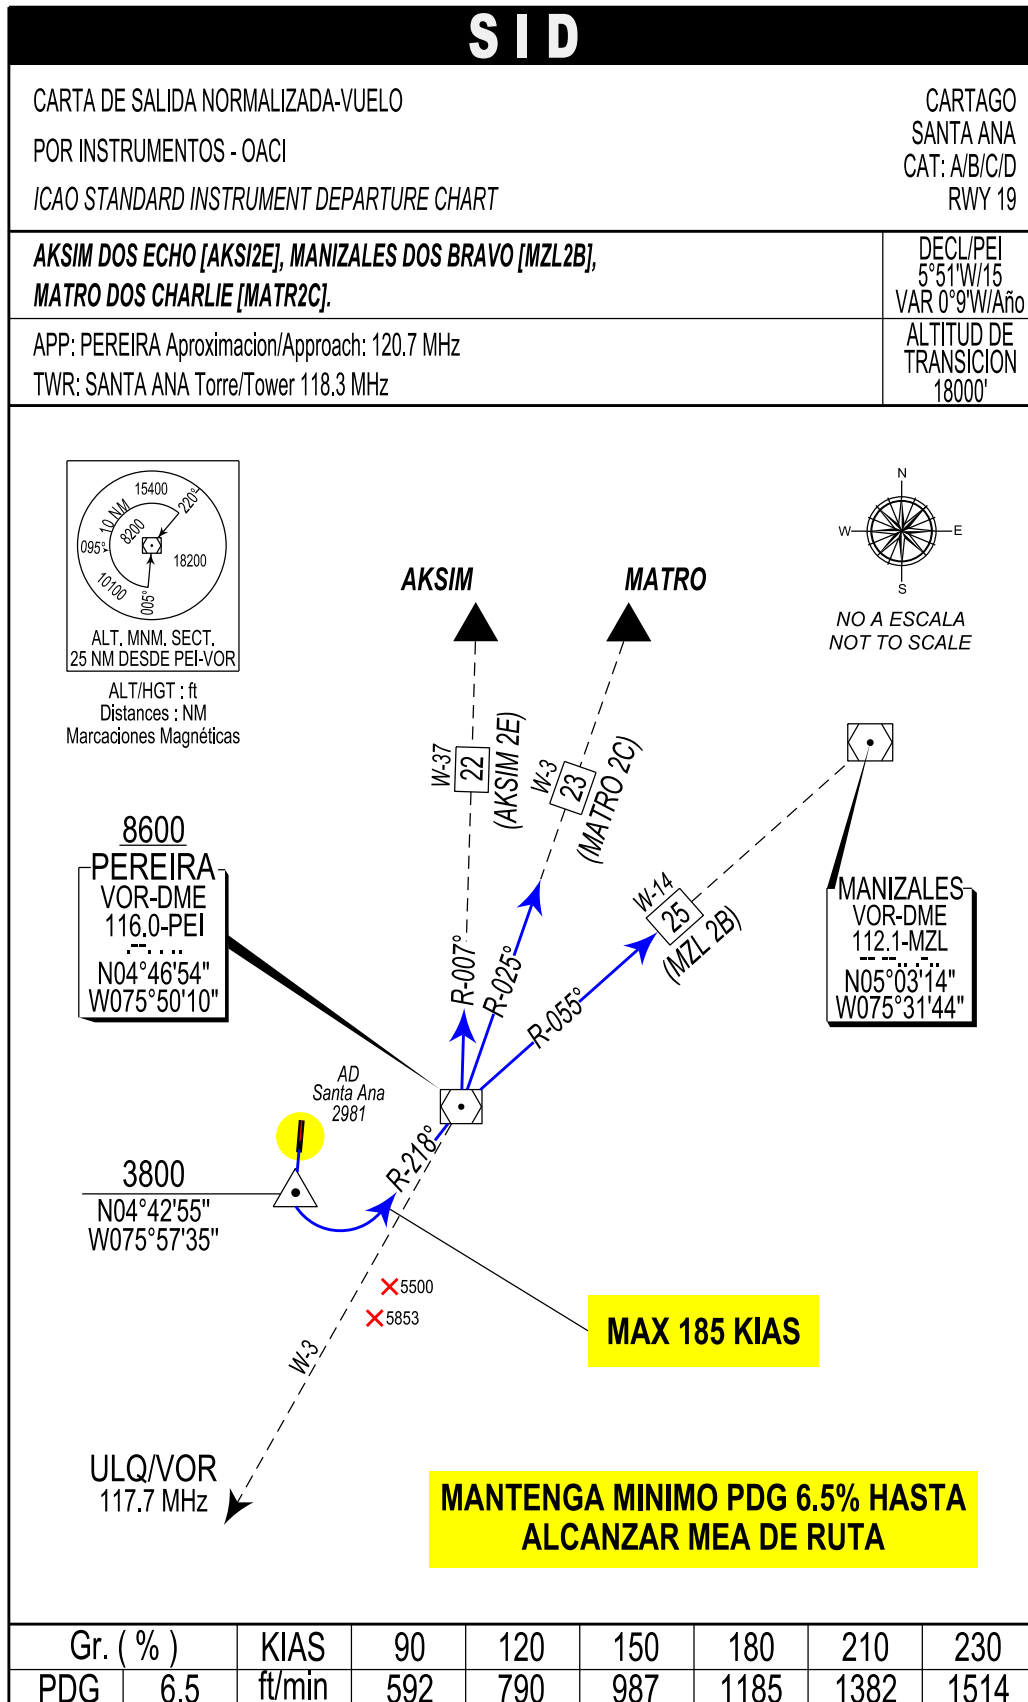 SID
CARTA DE SALIDA NORMALIZADA-VUELO
POR INSTRUMENTOS - OACI
ICAO STANDARD INSTRUMENT DEPARTURE CHART
CARTAGO
SANTA ANA
CAT: A/B/C/D
RWY 19
AKSIM DOS ECHO [AKSI2E], MANIZALES DOS BRAVO [MZL2B],
MATRO DOS CHARLIE [MATR2C].
DECL/PEI
5°51'W/15
VAR 0°9'W/Año
APP: PEREIRA Aproximacion/Approach: 120.7 MHz
TWR: SANTA ANA Torre/Tower 118.3 MHz
ALTITUD DE
TRANSICION
18000'
15400
220°
10 NM
8200
095°
18200
10100
005°
ALT. MNM. SECT.
25 NM DESDE PEI-VOR
ALT/HGT : ft
Distances : NM
Marcaciones Magnéticas
N
W
E
S
NO A ESCALA
NOT TO SCALE
AKSIM
MATRO
W-37
22
(AKSIM 2E)
W-3
23
(MATRO 2C)
W-14
25
(MZL 2B)
8600
PEREIRA
VOR-DME
116.0-PEI
N04°46'54"
W075°50'10"
MANIZALES
VOR-DME
112.1-MZL
N05°03'14"
W075°31'44"
R-007°
R-025°
R-055°
AD
Santa Ana
2981
R-218°
3800
N04°42'55"
W075°57'35"
5500
5853
MAX 185 KIAS
W-3
ULQ/VOR
117.7 MHz
MANTENGA MINIMO PDG 6.5% HASTA
ALCANZAR MEA DE RUTA
Gr. ( % ) KIAS 90 120 150 180 210 230
PDG 6.5 ft/min 592 790 987 1185 1382 1514